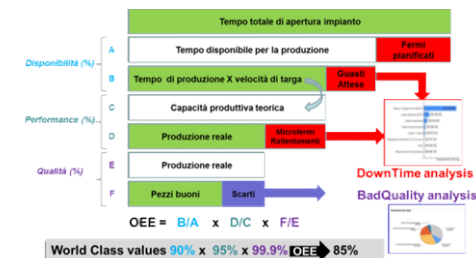 Tempo totale di apertura impianto
A
Tempo disponibile per la produzione
Fermi
pianificati
Disponibilità (%)
B
Tempo di produzione X velocità di targa
Guasti
Attese
C
Capacità produttiva teorica
Performance (%)
D
Produzione reale
Microfermi
Rallentamenti
E
Produzione reale
Qualità (%)
F
Pezzi buoni
Scarti
DownTime analysis
BadQuality analysis
OEE = B/A x D/C x F/E
World Class values 90% x 95% x 99.9% OEE 85%